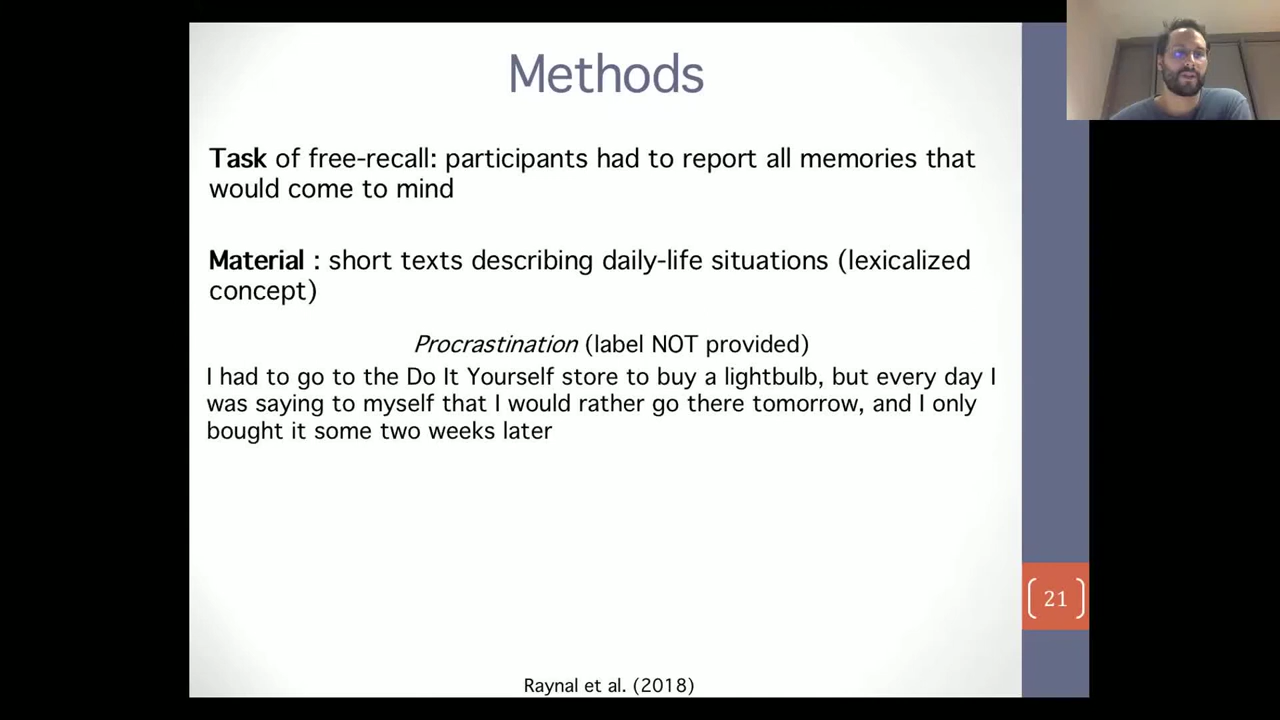 Methods
Task of free-recall: participants had to report all memories that
would come to mind
Material : short texts describing daily-life situations (lexicalized
concept)
Procrastination (label NOT provided)
I had to go to the Do It Yourself store to buy a lightbulb, but every day I
was saying to myself that I would rather go there tomorrow, and I only
bought it some two weeks later
21
Raynal et al. (2018)